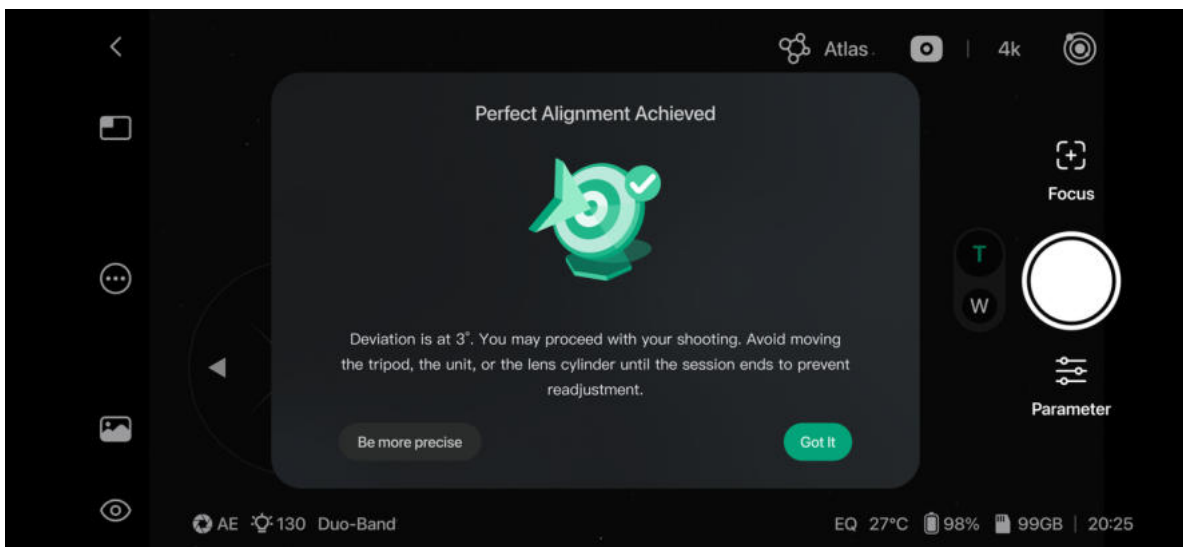 Atlas
4k
Perfect Alignment Achieved
Focus
T
W
Deviation is at 3°. You may proceed with your shooting. Avoid moving
the tripod, the unit, or the lens cylinder until the session ends to prevent
readjustment.
Parameter
Be more precise
Got It
AE 130 Duo-Band
EQ 27°C 98% 99GB | 20:25